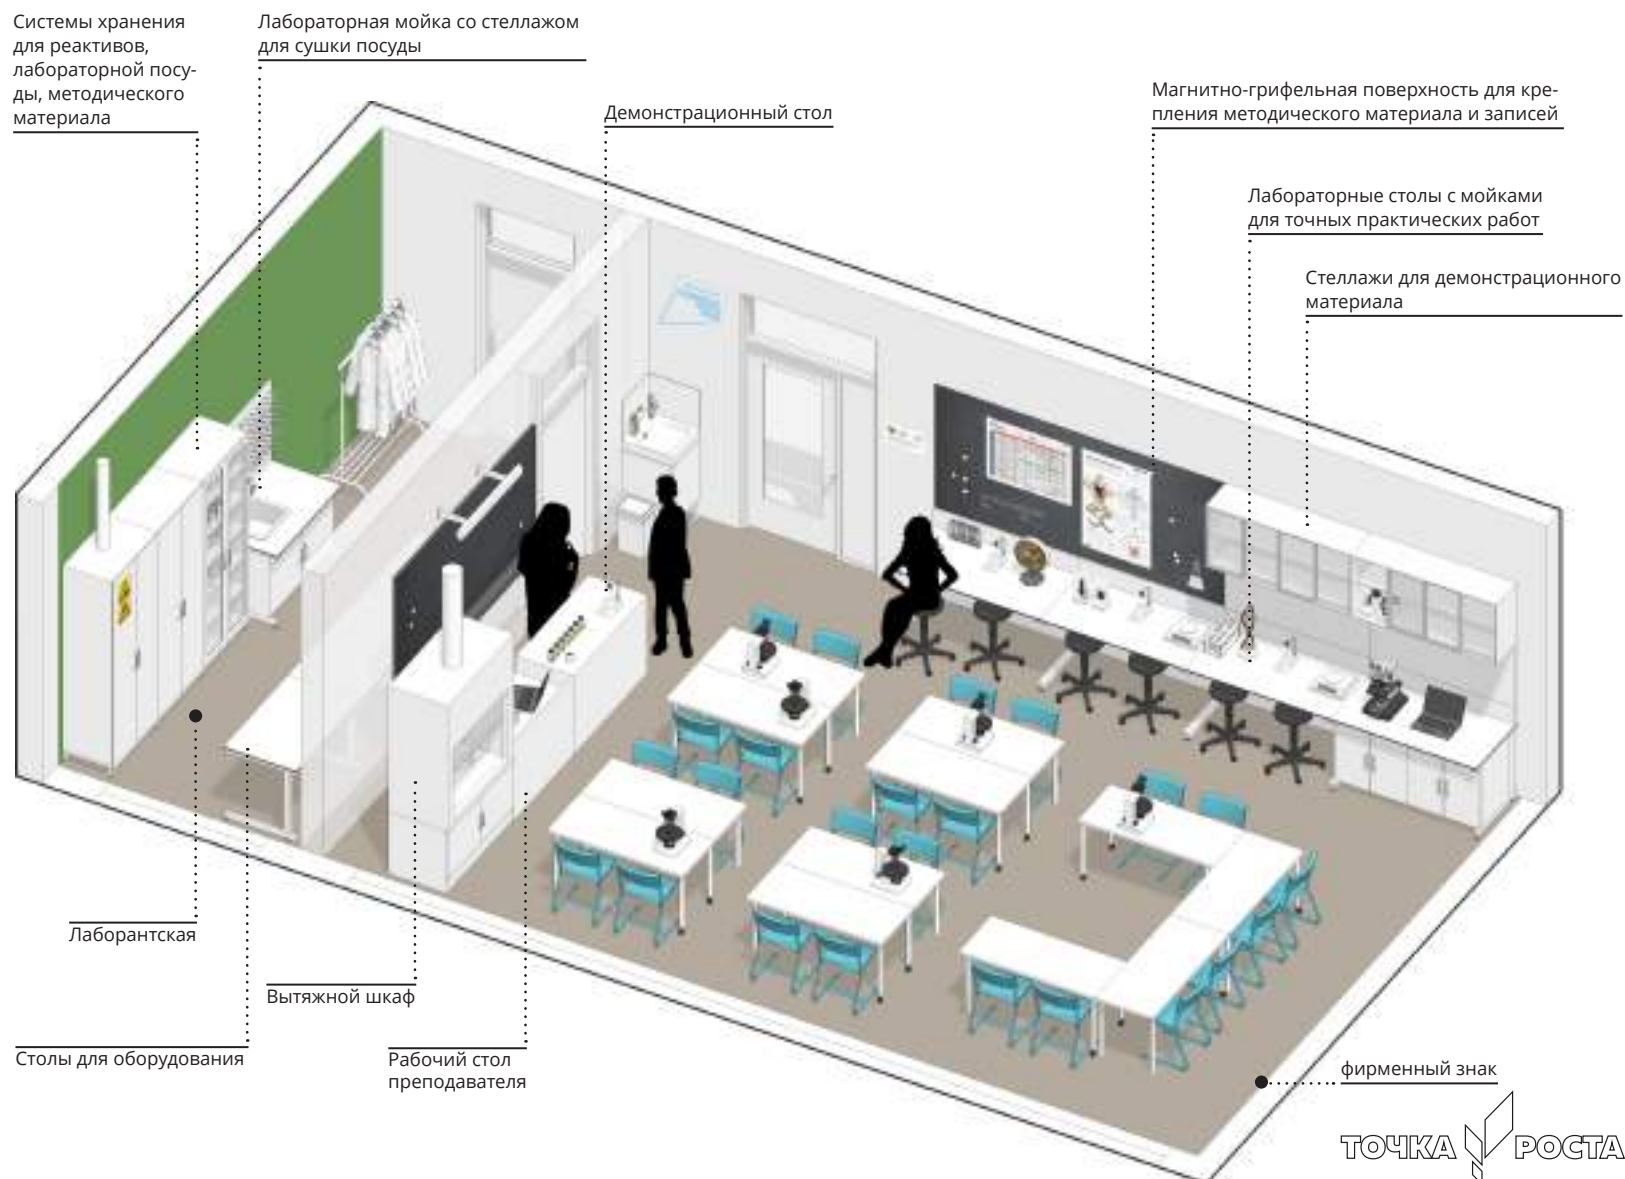 Системы хранения
для реактивов,
лабораторной посу-
ды, методического
материала
Лабораторная мойка со стеллажом
для сушки посуды
Демонстрационный стол
Магнитно-грифельная поверхность для кре-
пления методического материала и записей
Лабораторные столы с мойками
для точных практических работ
Стеллажи для демонстрационного
материала
Лаборантская
Вытяжной шкаф
Столы для оборудования
Рабочий стол
преподавателя
фирменный знак
ТОЧКА РОСТА